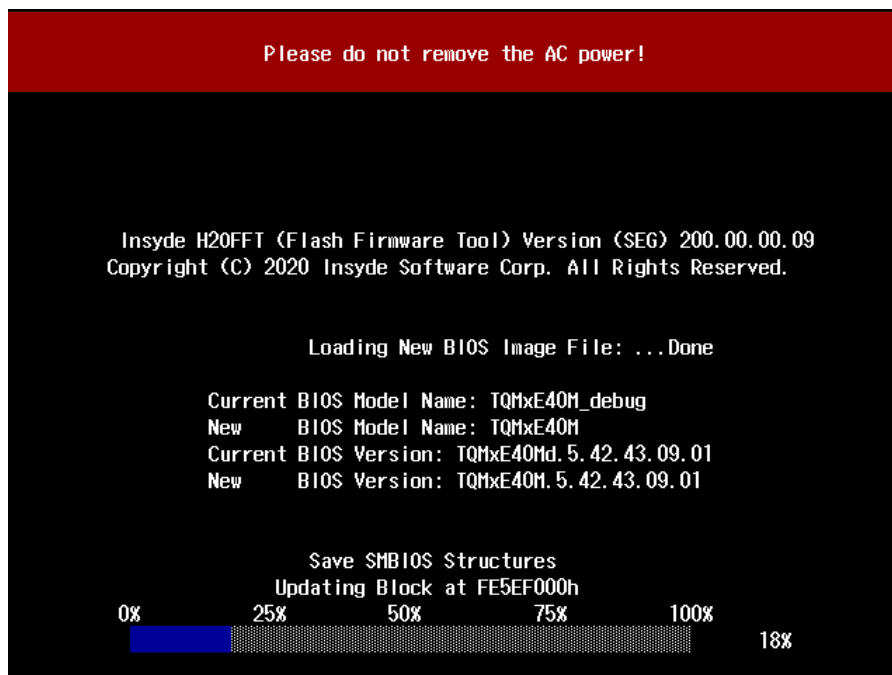 Please do not remove the AC power!
Insyde H2OFFT (Flash Firmware Tool) Version (SEG) 200.00.00.09
Copyright (C) 2020 Insyde Software Corp. All Rights Reserved.
Loading New BIOS Image File: ...Done
Current BIOS Model Name: TQMxE40M_debug
New BIOS Model Name: TQMxE40M
Current BIOS Version: TQMxE40Md.5.42.43.09.01
New BIOS Version: TQMxE40M.5.42.43.09.01
Save SMBIOS Structures
Updating Block at FE5EF000h
0% 25% 50% 75% 100%
18%